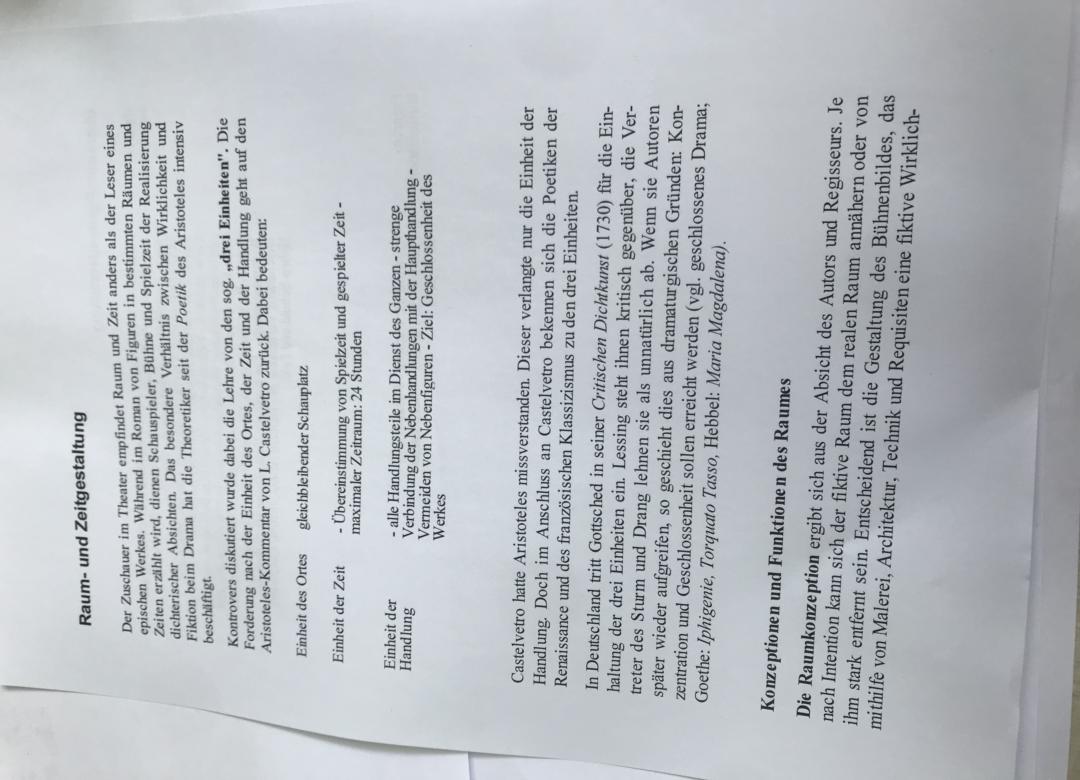 Raum- und Zeitgestaltung
Der Zuschauer im Theater empfindet Raum und Zeit anders als der Leser eines
epischen Werkes. Während im Roman von Figuren in bestimmten Räumen und
Zeiten erzählt wird, dienen Schauspieler, Bühne und Spielzeit der Realisierung
dichterischer Absichten. Das besondere Verhältnis zwischen Wirklichkeit und
Fiktion beim Drama hat die Theoretiker seit der Poetik des Aristoteles intensiv
beschäftigt.
Kontrovers diskutiert wurde dabei die Lehre von den sog. „drei Einheiten". Die
Forderung nach der Einheit des Ortes, der Zeit und der Handlung geht auf den
Aristoteles-Kommentar von L. Castelvetro zurück. Dabei bedeuten:
Einheit des Ortes gleichbleibender Schauplatz
Einheit der Zeit - Übereinstimmung von Spielzeit und gespielter Zeit -
maximaler Zeitraum: 24 Stunden
Einheit der - alle Handlungsteile im Dienst des Ganzen - strenge
Handlung Verbindung der Nebenhandlungen mit der Haupthandlung -
Vermeiden von Nebenfiguren - Ziel: Geschlossenheit des
Werkes
Castelvetro hatte Aristoteles missverstanden. Dieser verlangte nur die Einheit der
Handlung. Doch im Anschluss an Castelvetro bekennen sich die Poetiken der
Renaissance und des französischen Klassizismus zu den drei Einheiten.
In Deutschland tritt Gottsched in seiner Critischen Dichtkunst (1730) für die Ein-
haltung der drei Einheiten ein. Lessing steht ihnen kritisch gegenüber, die Ver-
treter des Sturm und Drang lehnen sie als unnatürlich ab. Wenn sie Autoren
später wieder aufgreifen, so geschieht dies aus dramaturgischen Gründen: Kon-
zentration und Geschlossenheit sollen erreicht werden (vgl. geschlossenes Drama;
Goethe: Iphigenie, Torquato Tasso, Hebbel: Maria Magdalena).
Konzeptionen und Funktionen des Raumes
Die Raumkonzeption ergibt sich aus der Absicht des Autors und Regisseurs. Je
nach Intention kann sich der fiktive Raum dem realen Raum annähern oder von
ihm stark entfernt sein. Entscheidend ist die Gestaltung des Bühnenbildes, das
mithilfe von Malerei, Architektur, Technik und Requisiten eine fiktive Wirklich-